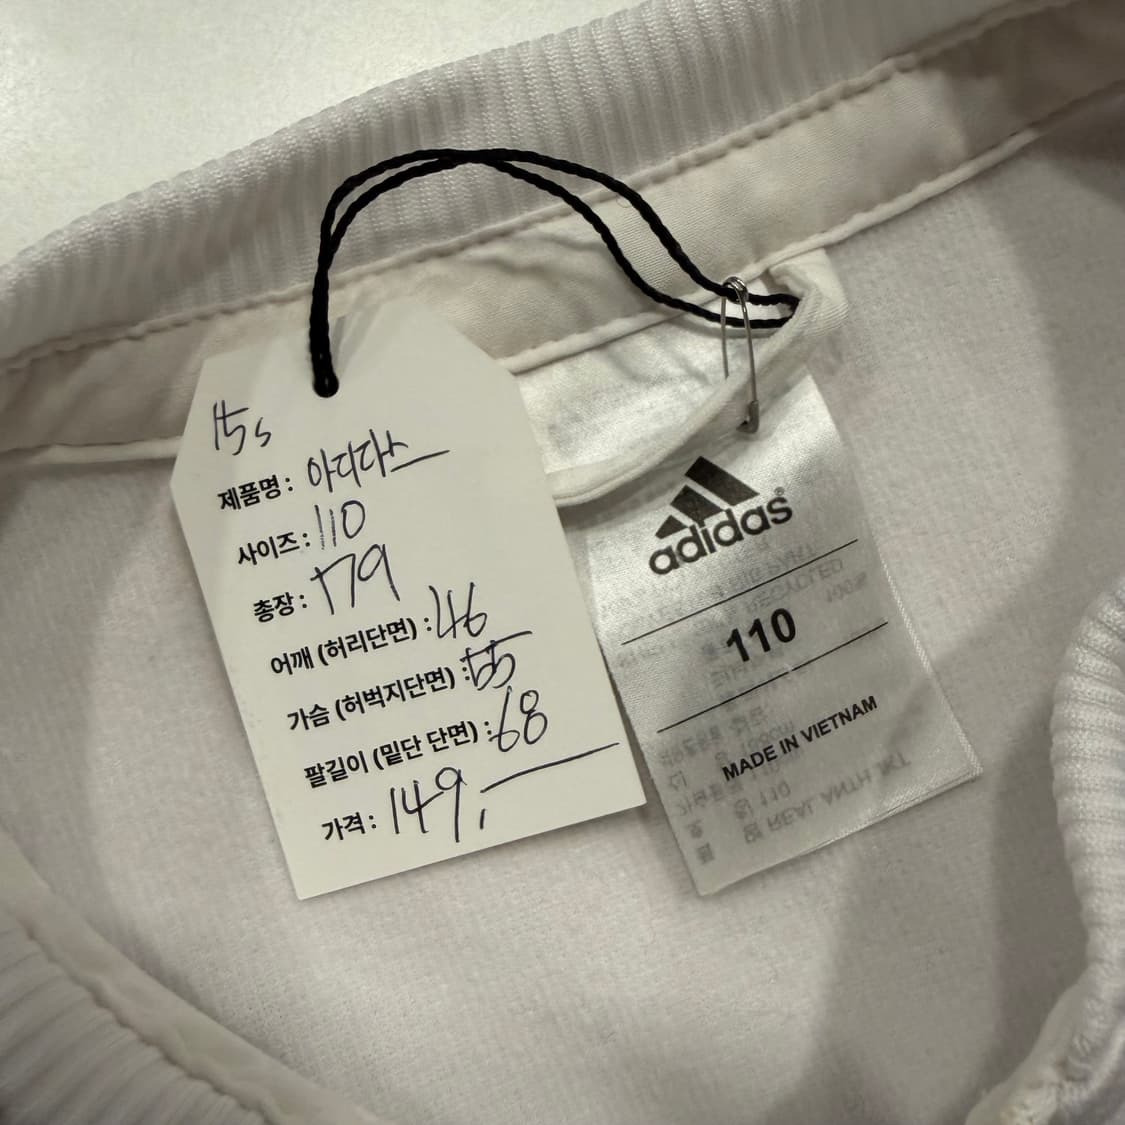 15s
제품명: 아디다스
사이즈: 110
총장: 79
어깨 (허리단면) : 46
가슴 (허벅지단면) : 55
팔길이 (밑단 단면) : 68
가격: 149,
adidas®
110
MADE IN VIETNAM